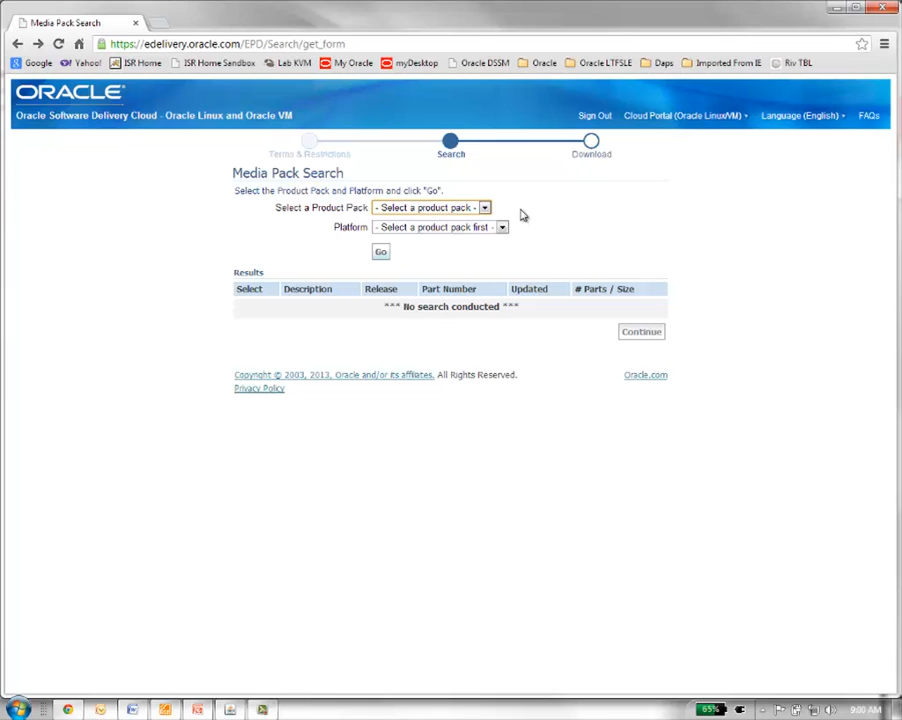 Media Pack Search
https://edelivery.oracle.com/EPD/Search/get_form
Google Yahoo! ISR Home ISR Home Sandbox Lab KVM My Oracle myDesktop Oracle DSSM Oracle Oracle LTFSLE Daps Imported From IE Riv TBL
ORACLE
Oracle Software Delivery Cloud - Oracle Linux and Oracle VM
Sign Out Cloud Portal (Oracle Linux/VM) Language (English) FAQs
Terms & Restrictions Search Download
Media Pack Search
Select the Product Pack and Platform and click "Go".
Select a Product Pack - Select a product pack -
Platform - Select a product pack first -
Go
Results
Select Description Release Part Number Updated # Parts / Size
*** No search conducted ***
Continue
Copyright © 2003, 2013, Oracle and/or its affiliates. All Rights Reserved. Oracle.com
Privacy Policy
65% 9:00 AM